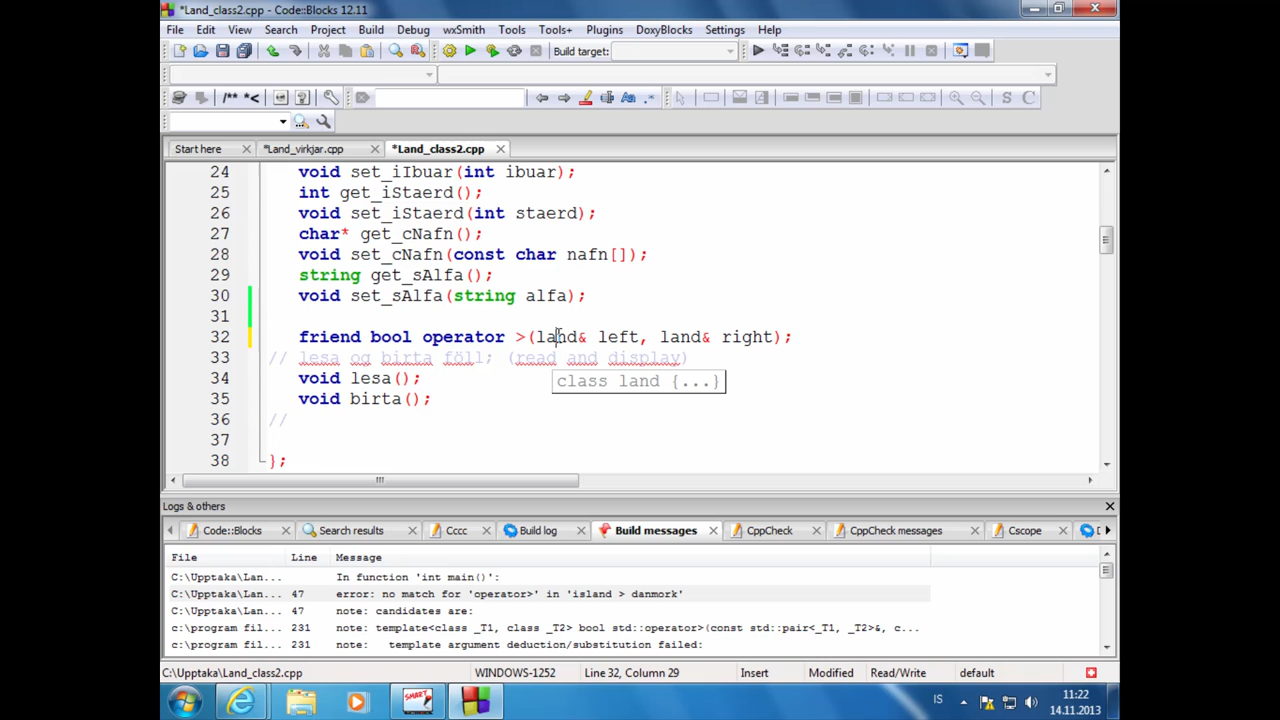 *Land_class2.cpp - Code::Blocks 12.11
File Edit View Search Project Build Debug wxSmith Tools Tools+ Plugins DoxyBlocks Settings Help
Build target:
/** *<
Aa .*
S C
Start here *Land_virkjar.cpp *Land_class2.cpp
24 void set_iIbuar(int ibuar);
25 int get_iStaerd();
26 void set_iStaerd(int staerd);
27 char* get_cNafn();
28 void set_cNafn(const char nafn[]);
29 string get_sAlfa();
30 void set_sAlfa(string alfa);
31
32 friend bool operator >(land& left, land& right);
33 // lesa og birta föll; (read and display)
34 void lesa();
class land {...}
35 void birta();
36 //
37
38 };
Logs & others
Code::Blocks Search results Cccc Build log Build messages CppCheck CppCheck messages Cscope D
File Line Message
C:\Upptaka\Lan... In function 'int main()':
C:\Upptaka\Lan... 47 error: no match for 'operator>' in 'island > danmork'
C:\Upptaka\Lan... 47 note: candidates are:
c:\program fil... 231 note: template<class _T1, class _T2> bool std::operator>(const std::pair<_T1, _T2>&, c...
c:\program fil... 231 note: template argument deduction/substitution failed:
C:\Upptaka\Land_class2.cpp WINDOWS-1252 Line 32, Column 29 Insert Modified Read/Write default
SMART IS 11:22
14.11.2013